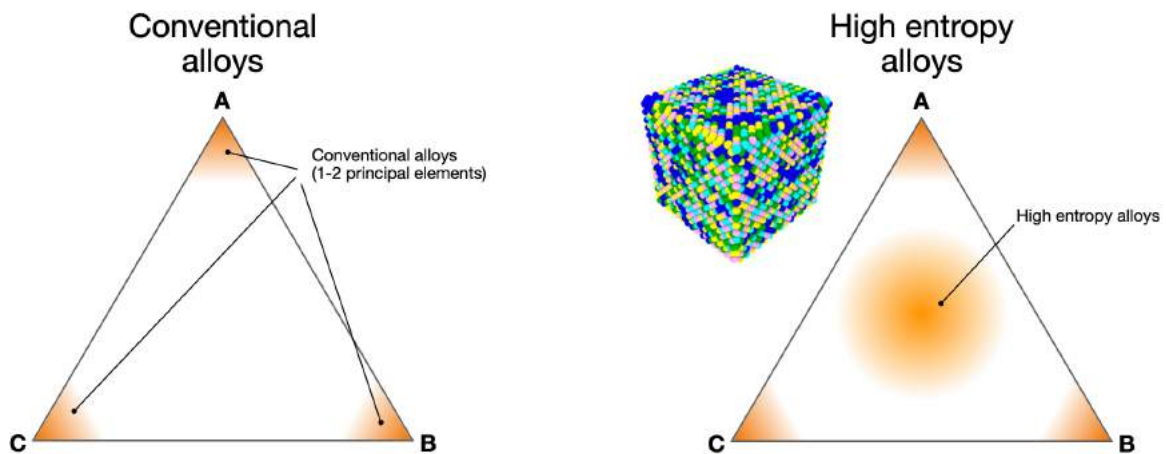 Conventional
alloys
A
Conventional alloys
(1-2 principal elements)
C
B
High entropy
alloys
A
High entropy alloys
C
B